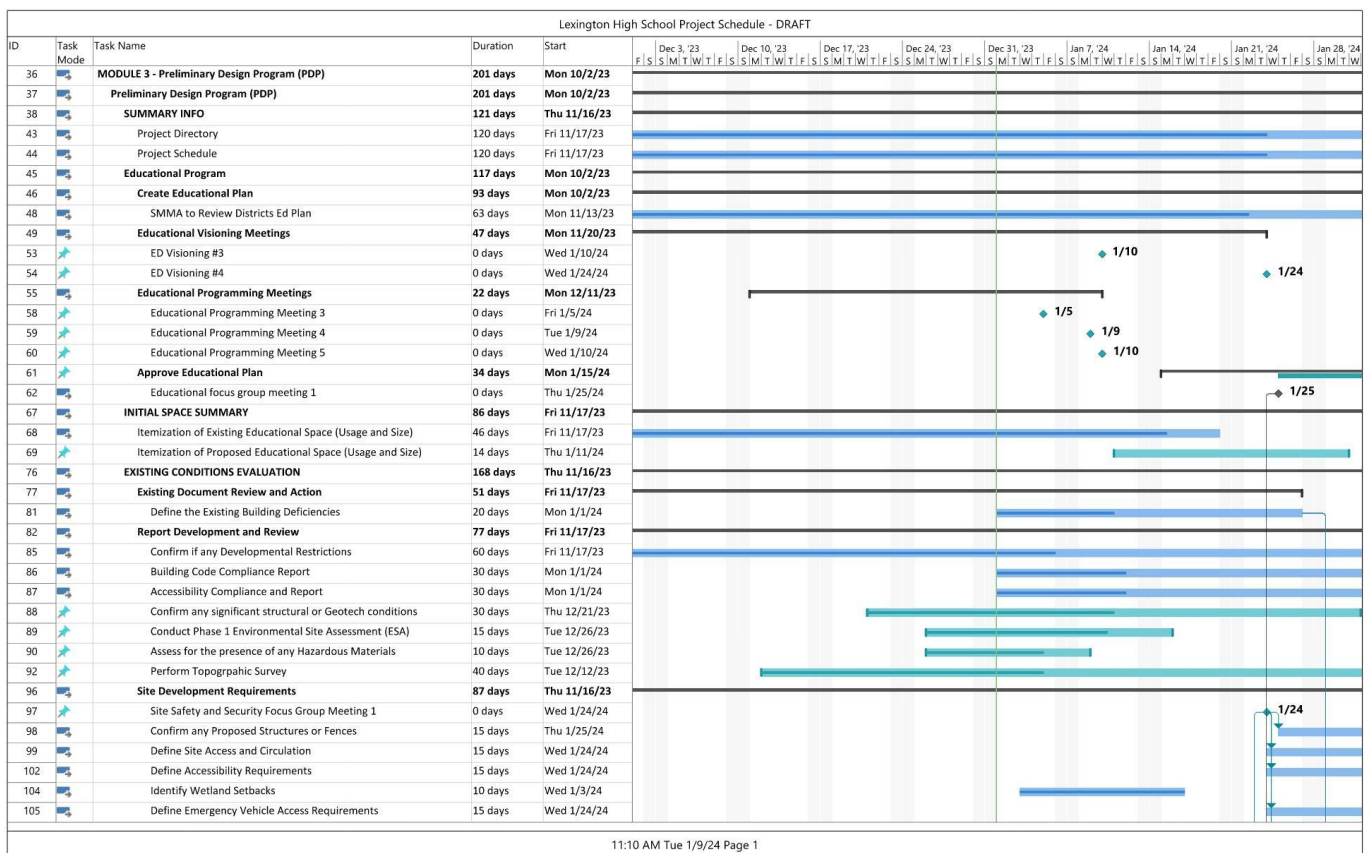 Lexington High School Project Schedule - DRAFT
ID Task Mode Task Name Duration Start Dec 3, '23 Dec 10, '23 Dec 17, '23 Dec 24, '23 Dec 31, '23 Jan 7, '24 Jan 14, '24 Jan 21, '24 Jan 28, '24
F S S M T W T F S S M T W T F S S M T W T F S S M T W T F S S M T W T F S S M T W T F S S M T W T F S S M T W T F S S M T W
36 MODULE 3 - Preliminary Design Program (PDP) 201 days Mon 10/2/23
37 Preliminary Design Program (PDP) 201 days Mon 10/2/23
38 SUMMARY INFO 121 days Thu 11/16/23
43 Project Directory 120 days Fri 11/17/23
44 Project Schedule 120 days Fri 11/17/23
45 Educational Program 117 days Mon 10/2/23
46 Create Educational Plan 93 days Mon 10/2/23
48 SMMA to Review Districts Ed Plan 63 days Mon 11/13/23
49 Educational Visioning Meetings 47 days Mon 11/20/23
53 ED Visioning #3 0 days Wed 1/10/24 1/10
54 ED Visioning #4 0 days Wed 1/24/24 1/24
55 Educational Programming Meetings 22 days Mon 12/11/23
58 Educational Programming Meeting 3 0 days Fri 1/5/24 1/5
59 Educational Programming Meeting 4 0 days Tue 1/9/24 1/9
60 Educational Programming Meeting 5 0 days Wed 1/10/24 1/10
61 Approve Educational Plan 34 days Mon 1/15/24
62 Educational focus group meeting 1 0 days Thu 1/25/24 1/25
67 INITIAL SPACE SUMMARY 86 days Fri 11/17/23
68 Itemization of Existing Educational Space (Usage and Size) 46 days Fri 11/17/23
69 Itemization of Proposed Educational Space (Usage and Size) 14 days Thu 1/11/24
76 EXISTING CONDITIONS EVALUATION 168 days Thu 11/16/23
77 Existing Document Review and Action 51 days Fri 11/17/23
81 Define the Existing Building Deficiencies 20 days Mon 1/1/24
82 Report Development and Review 77 days Fri 11/17/23
85 Confirm if any Developmental Restrictions 60 days Fri 11/17/23
86 Building Code Compliance Report 30 days Mon 1/1/24
87 Accessibility Compliance and Report 30 days Mon 1/1/24
88 Confirm any significant structural or Geotech conditions 30 days Thu 12/21/23
89 Conduct Phase 1 Environmental Site Assessment (ESA) 15 days Tue 12/26/23
90 Assess for the presence of any Hazardous Materials 10 days Tue 12/26/23
92 Perform Topogrpahic Survey 40 days Tue 12/12/23
96 Site Development Requirements 87 days Thu 11/16/23
97 Site Safety and Security Focus Group Meeting 1 0 days Wed 1/24/24 1/24
98 Confirm any Proposed Structures or Fences 15 days Thu 1/25/24
99 Define Site Access and Circulation 15 days Wed 1/24/24
102 Define Accessibility Requirements 15 days Wed 1/24/24
104 Identify Wetland Setbacks 10 days Wed 1/3/24
105 Define Emergency Vehicle Access Requirements 15 days Wed 1/24/24
11:10 AM Tue 1/9/24 Page 1